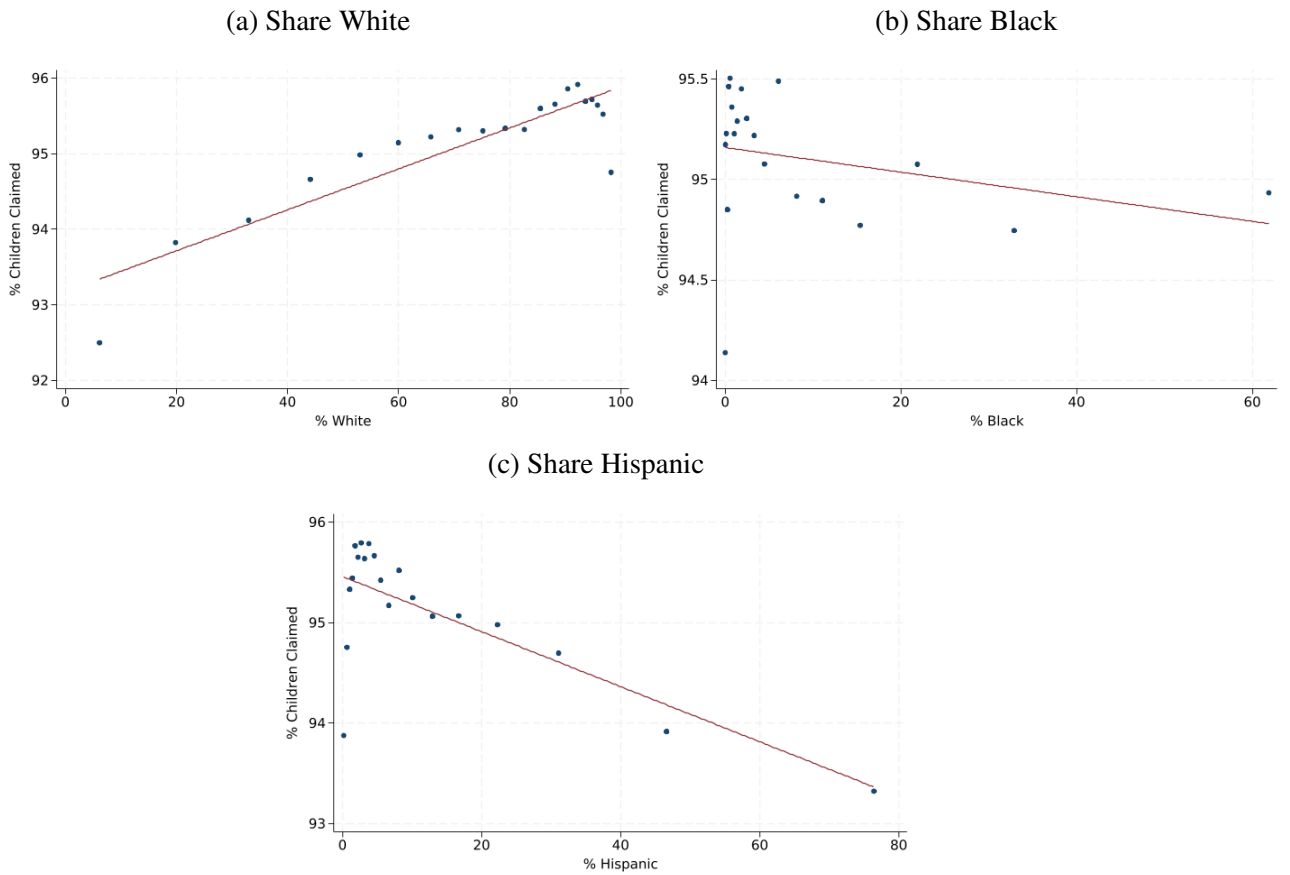 (a) Share White
% Children Claimed
96
95
94
93
92
0 20 40 60 80 100
% White
(b) Share Black
% Children Claimed
95.5
95
94.5
94
0 20 40 60
% Black
(c) Share Hispanic
% Children Claimed
96
95
94
93
0 20 40 60 80
% Hispanic